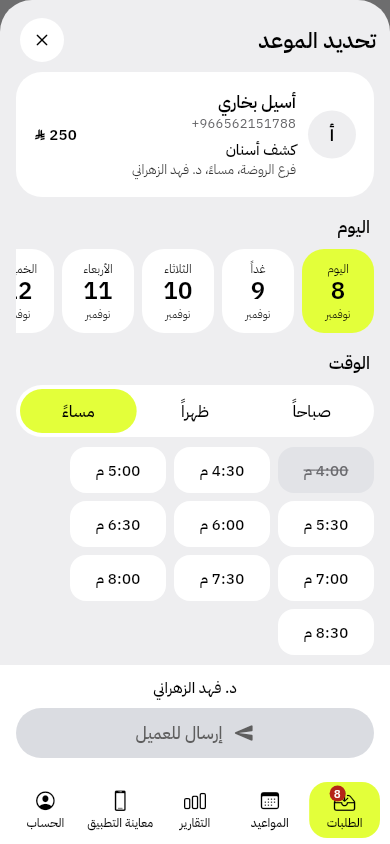 تحديد الموعد
أ
أسيل بخاري
+966562151788
كشف أسنان
فرع الروضة، مساءً، د. فهد الزهراني
250
اليوم
اليوم
8
نوفمبر
غداً
9
نوفمبر
الثلاثاء
10
نوفمبر
الأربعاء
11
نوفمبر
الوقت
صباحاً
ظهراً
مساءً
4:00 م
4:30 م
5:00 م
5:30 م
6:00 م
6:30 م
7:00 م
7:30 م
8:00 م
8:30 م
د. فهد الزهراني
إرسال للعميل
8
الطلبات
المواعيد
التقارير
معاينة التطبيق
الحساب